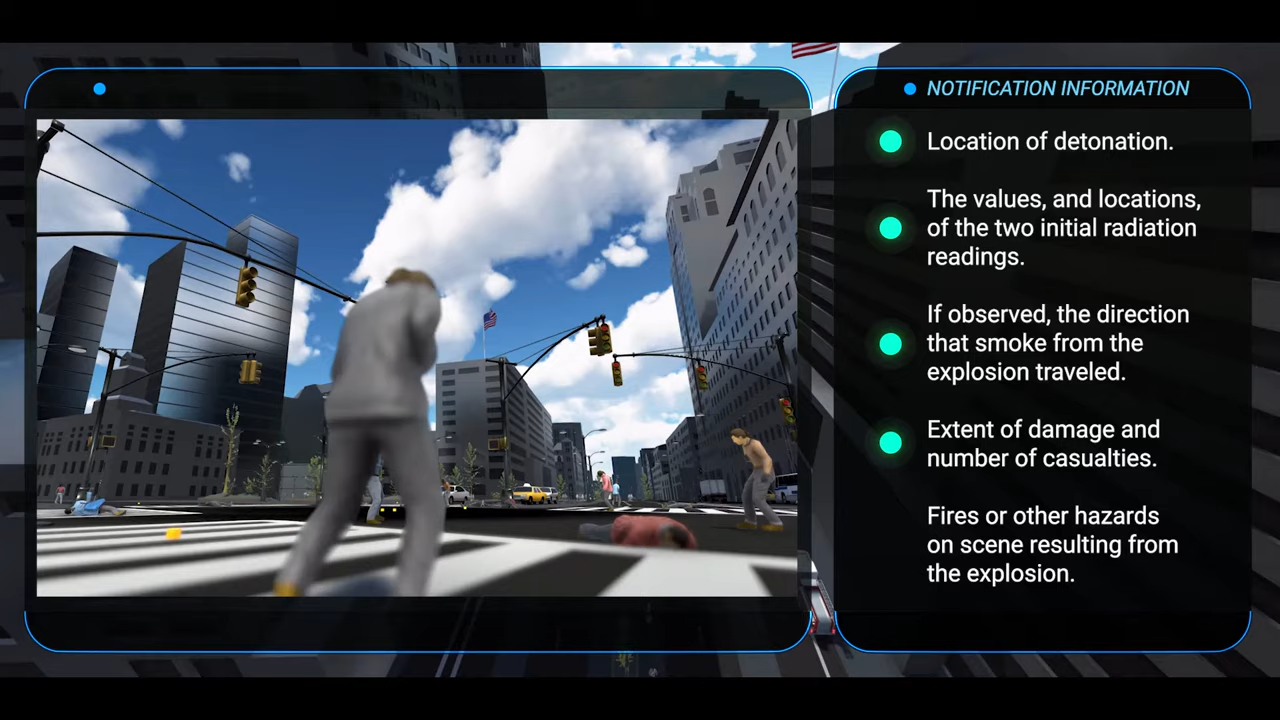 NOTIFICATION INFORMATION
Location of detonation.
The values, and locations,
of the two initial radiation
readings.
If observed, the direction
that smoke from the
explosion traveled.
Extent of damage and
number of casualties.
Fires or other hazards
on scene resulting from
the explosion.